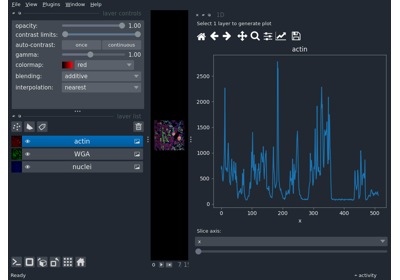 File View Plugins Window Help
layer controls
opacity: 1.00
contrast limits:
auto-contrast: once continuous
gamma: 1.00
colormap: red
blending: additive
interpolation: nearest
layer list
actin
WGA
nuclei
Ready
1D
Select 1 layer to generate plot
actin
2500
2000
1500
1000
500
0
0 100 200 300 400 500
x
Slice axis:
x
activity